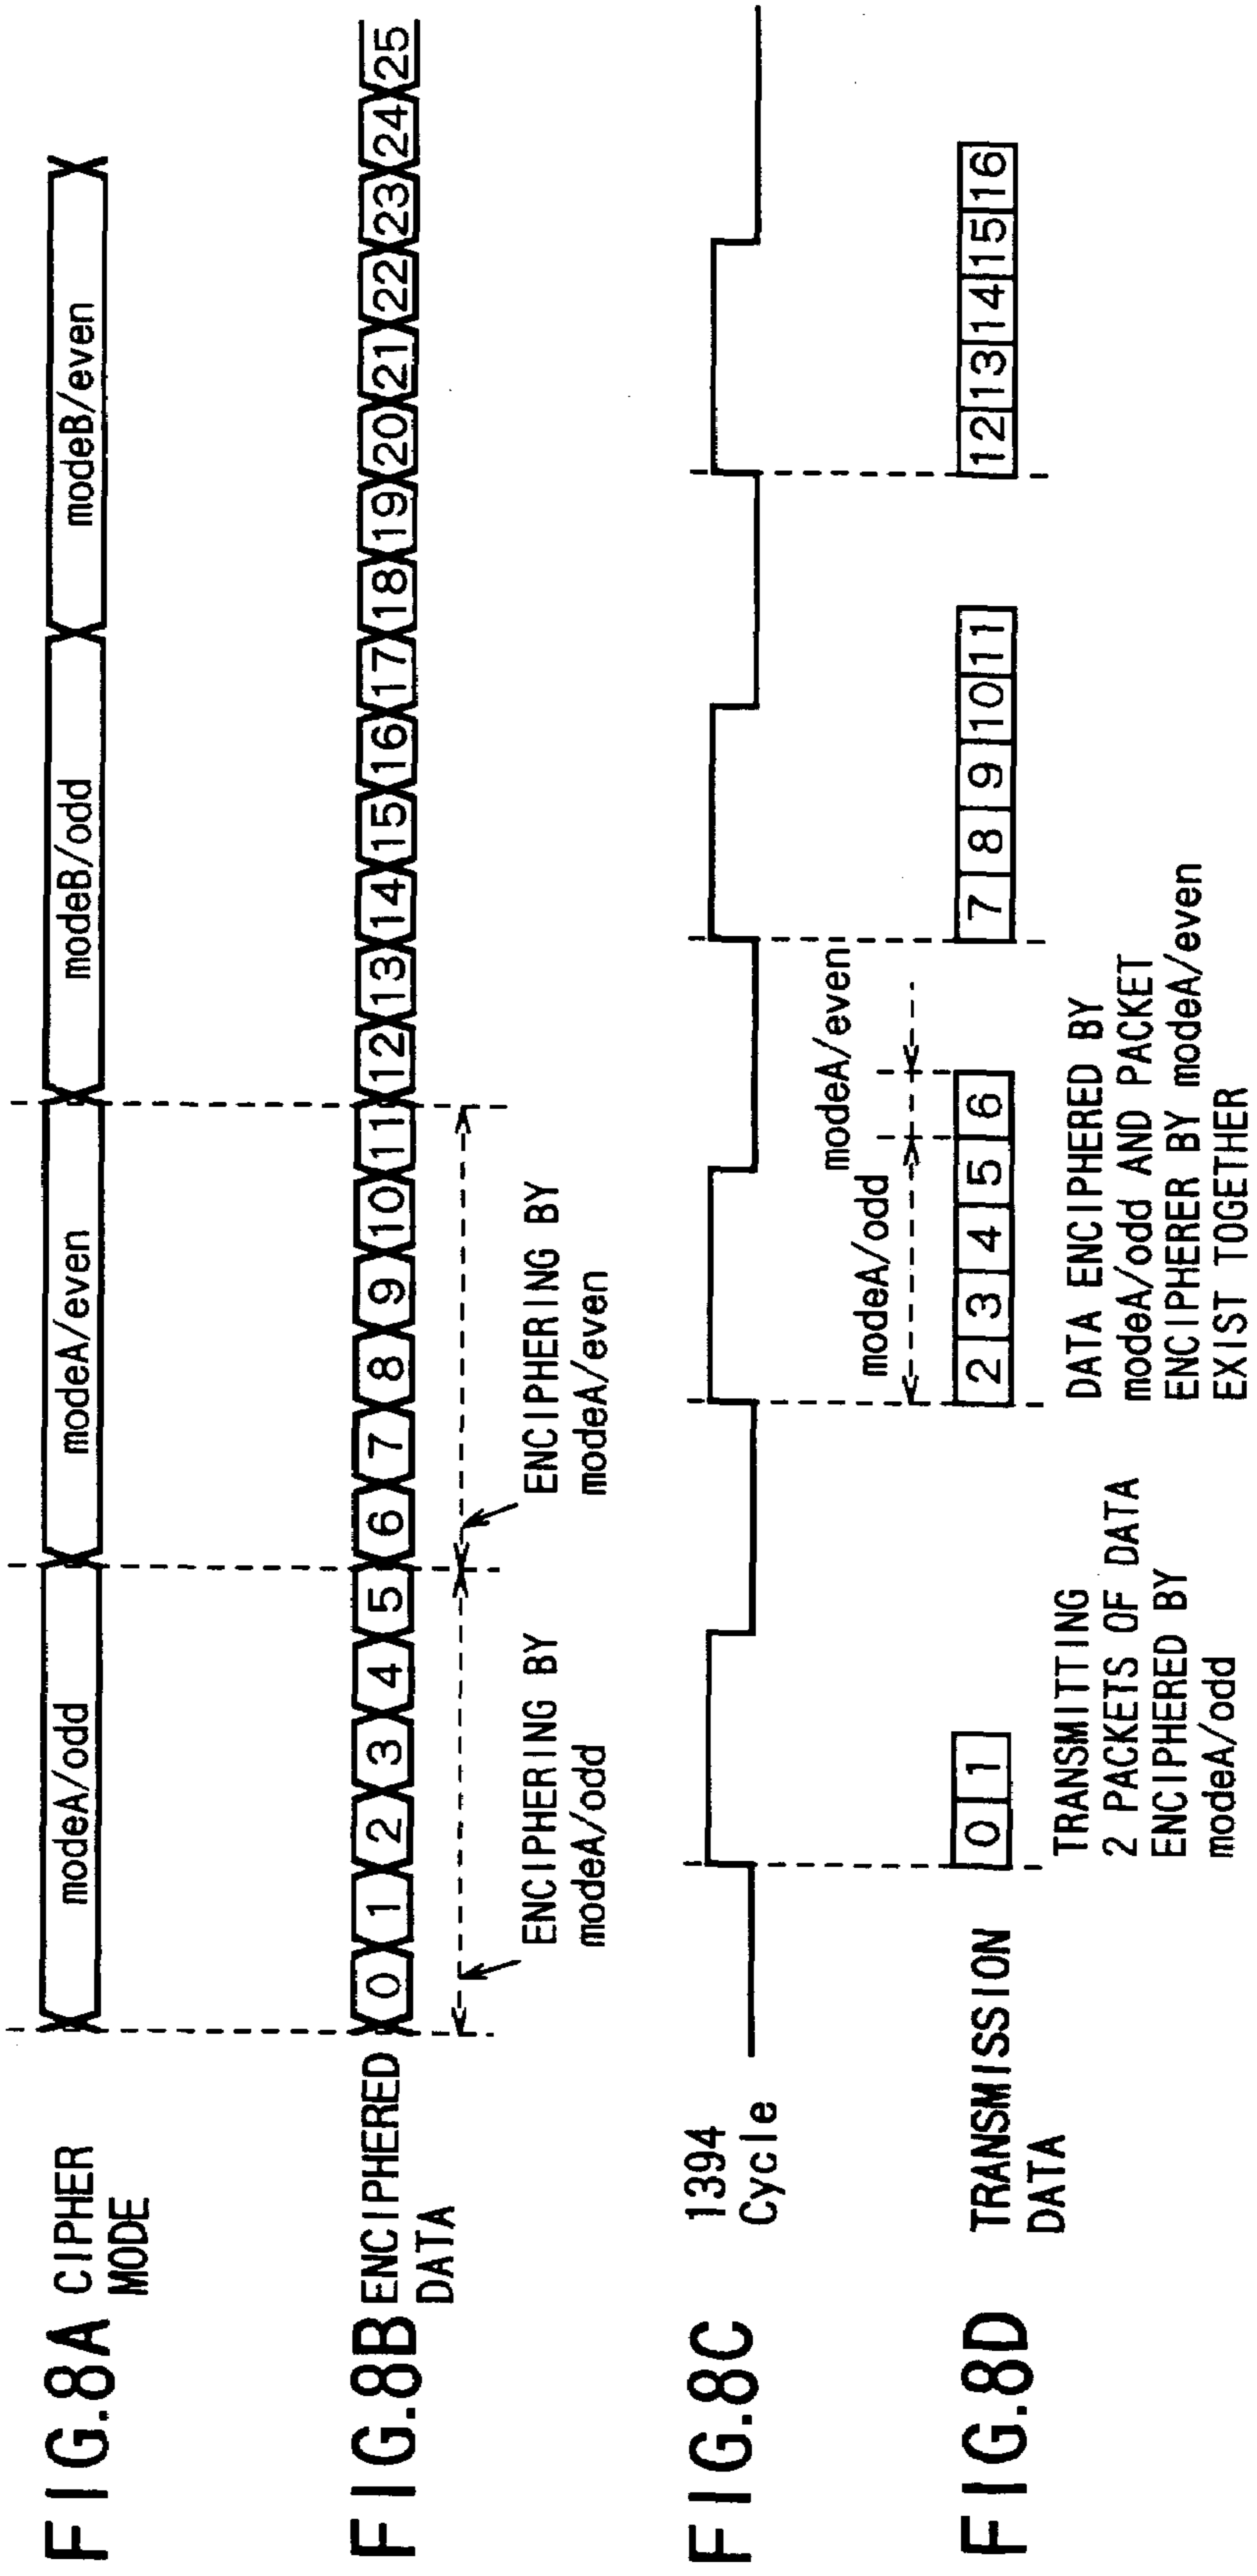 FIG.8A CIPHER
MODE
modeA/odd
modeA/even
modeB/odd
modeB/even
FIG.8B ENCIPHERED
DATA
0 1 2 3 4 5 6 7 8 9 10 11 12 13 14 15 16 17 18 19 20 21 22 23 24 25
ENCIPHERING BY
modeA/odd
ENCIPHERING BY
modeA/even
FIG.8C 1394
Cycle
modeA/odd
modeA/even
FIG.8D TRANSMISSION
DATA
0 1
2 3 4 5 6
7 8 9 10 11
12 13 14 15 16
TRANSMITTING
2 PACKETS OF DATA
ENCIPHERED BY
modeA/odd
DATA ENCIPHERED BY
modeA/odd AND PACKET
ENCIPHERER BY modeA/even
EXIST TOGETHER